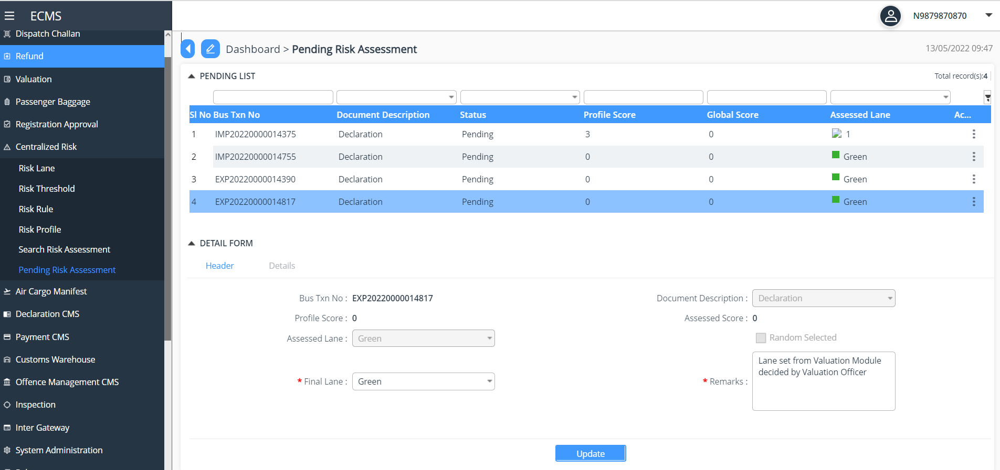 ECMS
N9879870870
Dispatch Challan
Refund
Valuation
Passenger Baggage
Registration Approval
Centralized Risk
Risk Lane
Risk Threshold
Risk Rule
Risk Profile
Search Risk Assessment
Pending Risk Assessment
Air Cargo Manifest
Declaration CMS
Payment CMS
Customs Warehouse
Offence Management CMS
Inspection
Inter Gateway
System Administration
Dashboard > Pending Risk Assessment
13/05/2022 09:47
PENDING LIST
Total record(s):4
Sl No Bus Txn No Document Description Status Profile Score Global Score Assessed Lane Ac...
1 IMP20220000014375 Declaration Pending 3 0 1
2 IMP20220000014755 Declaration Pending 0 0 Green
3 EXP20220000014390 Declaration Pending 0 0 Green
4 EXP20220000014817 Declaration Pending 0 0 Green
DETAIL FORM
Header Details
Bus Txn No : EXP20220000014817 Document Description : Declaration
Profile Score : 0 Assessed Score : 0
Assessed Lane : Green Random Selected
* Final Lane : Green * Remarks : Lane set from Valuation Module
decided by Valuation Officer
Update